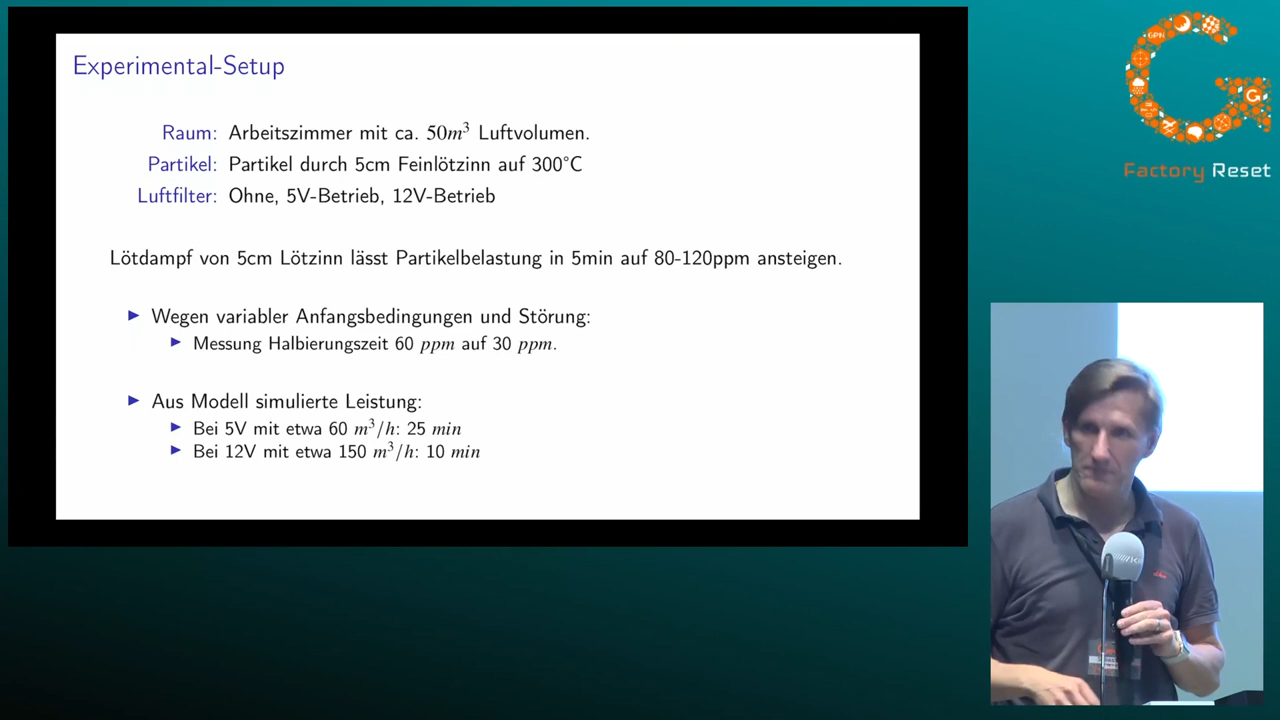 Experimental-Setup
Raum: Arbeitszimmer mit ca. 50m³ Luftvolumen.
Partikel: Partikel durch 5cm Feinlötzinn auf 300°C
Luftfilter: Ohne, 5V-Betrieb, 12V-Betrieb
Lötdampf von 5cm Lötzinn lässt Partikelbelastung in 5min auf 80-120ppm ansteigen.
▶ Wegen variabler Anfangsbedingungen und Störung:
▶ Messung Halbierungszeit 60 ppm auf 30 ppm.
▶ Aus Modell simulierte Leistung:
▶ Bei 5V mit etwa 60 m³/h: 25 min
▶ Bei 12V mit etwa 150 m³/h: 10 min
GPN
Factory Reset